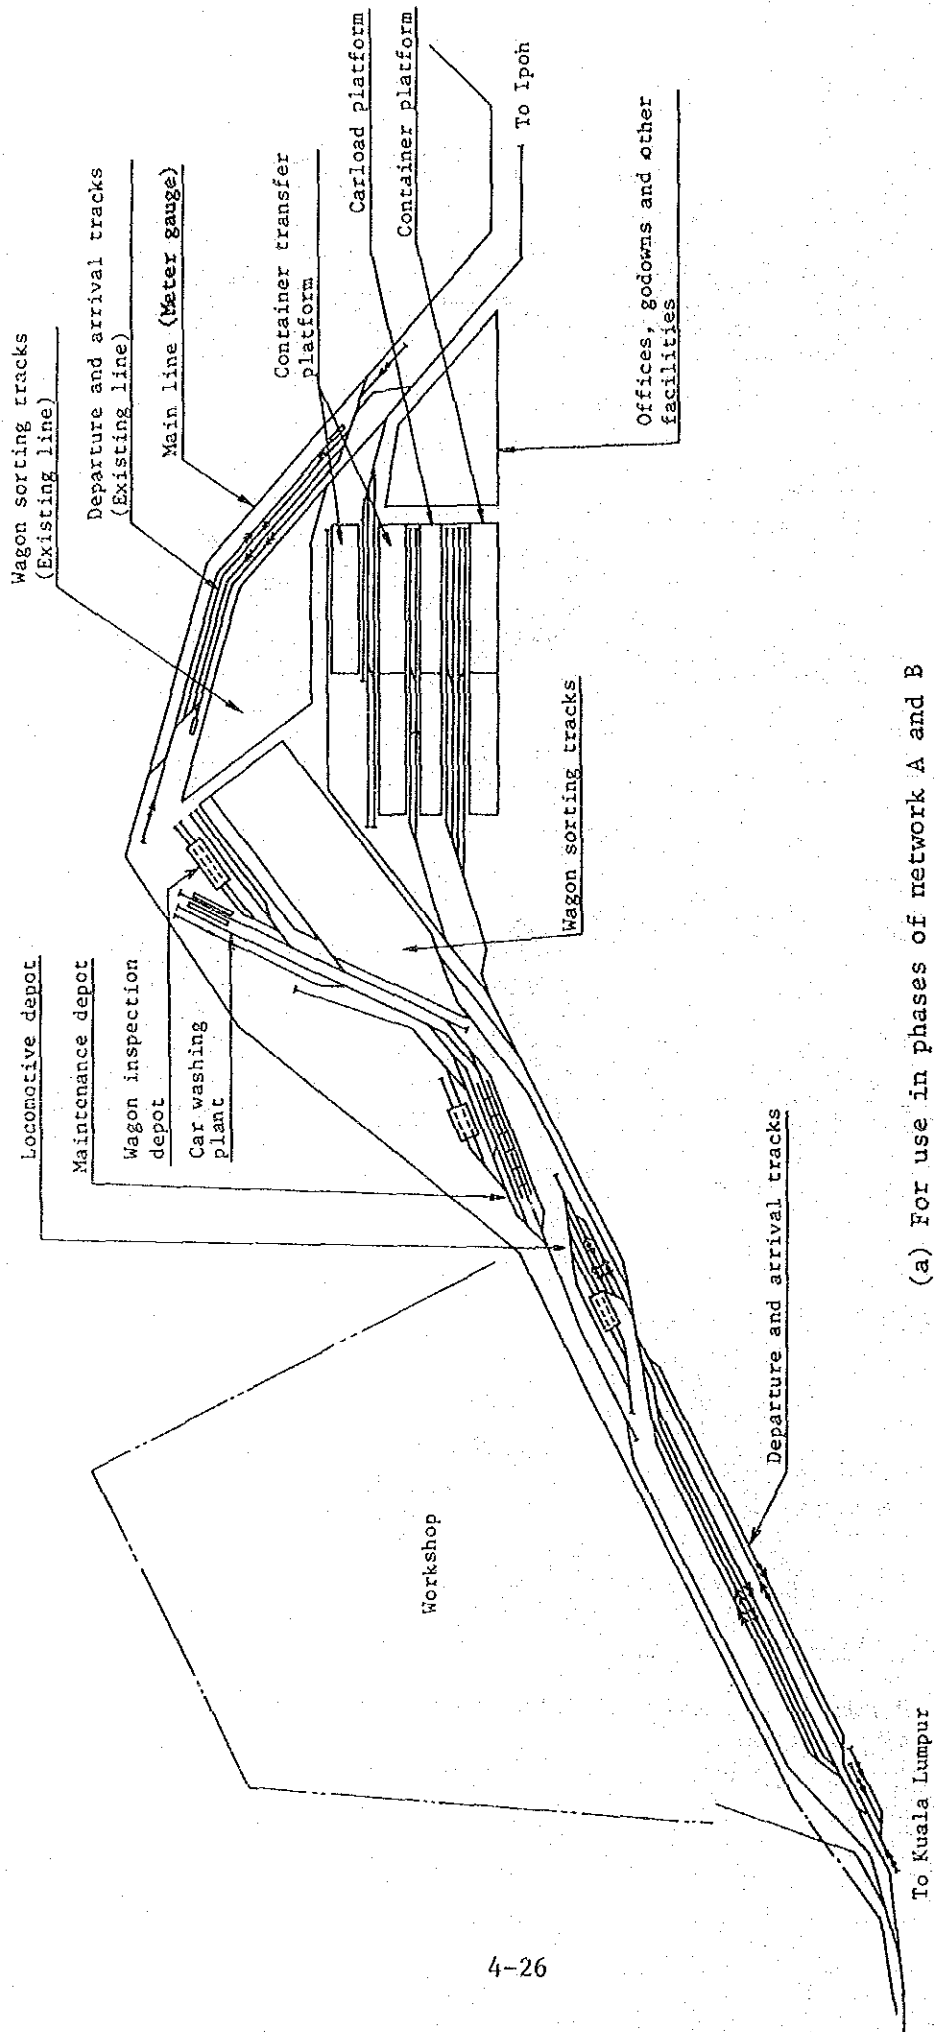 Wagon sorting tracks
(Existing line)
Departure and arrival tracks
(Existing line)
Main line (Meter gauge)
Container transfer
platform
Carload platform
Container platform
To Ipoh
Offices, godowns and other
facilities
Locomotive depot
Maintenance depot
Wagon inspection
depot
Car washing
plant
Wagon sorting tracks
Departure and arrival tracks
Workshop
To Kuala Lumpur
(a) For use in phases of network A and B
4-26